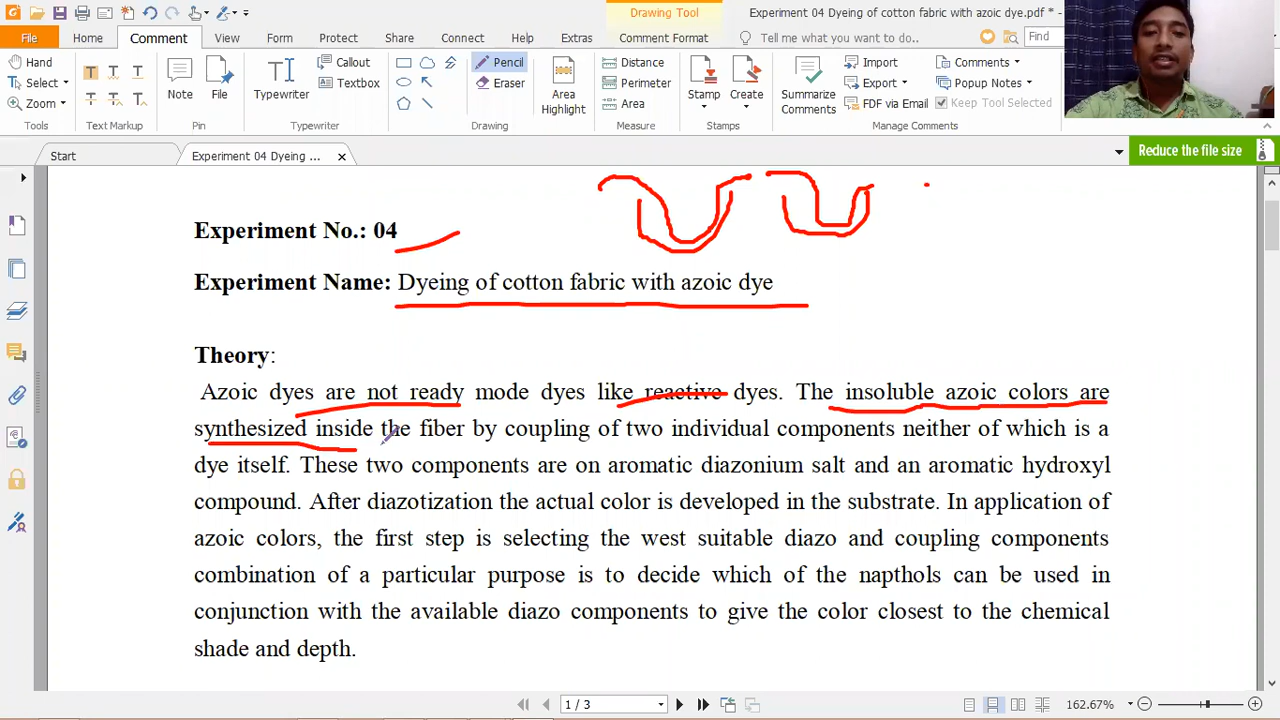 Drawing Tool
Experiment 04 Dyeing of cotton fabric with azoic dye.pdf *
File Home Comment Form Protect Connect Help Comment Format Tell me what you want to do... Find
Hand
Select
Zoom
Tools
Text Markup
Note
File
Pin
Typewriter
Callout
Typewriter
Pencil
Eraser
Drawing
Area Highlight
Distance
Perimeter
Area
Measure
Stamp
Create
Stamps
Summarize Comments
Import
Export
FDF via Email
Comments
Popup Notes
Keep Tool Selected
Manage Comments
Start
Experiment 04 Dyeing ...
Reduce the file size
Experiment No.: 04
Experiment Name: Dyeing of cotton fabric with azoic dye
Theory:
Azoic dyes are not ready mode dyes like reactive dyes. The insoluble azoic colors are
synthesized inside the fiber by coupling of two individual components neither of which is a
dye itself. These two components are on aromatic diazonium salt and an aromatic hydroxyl
compound. After diazotization the actual color is developed in the substrate. In application of
azoic colors, the first step is selecting the west suitable diazo and coupling components
combination of a particular purpose is to decide which of the napthols can be used in
conjunction with the available diazo components to give the color closest to the chemical
shade and depth.
1 / 3
162.67%